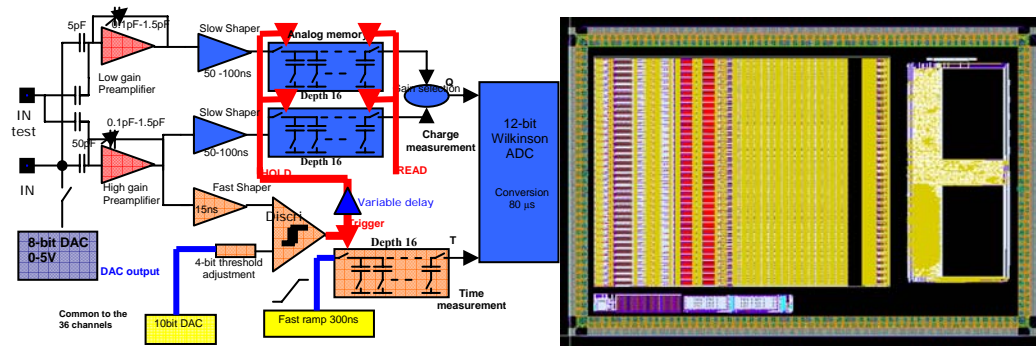 5pF
0.1pF-1.5pF
Slow Shaper
Analog memory
50 -100ns
Low gain
Preamplifier
Depth 16
Q
Gain selection
IN
test
0.1pF-1.5pF
Slow Shaper
50pF
50-100ns
Depth 16
Charge
measurement
12-bit
Wilkinson
ADC
Conversion
80 µs
IN
High gain
Preamplifier
HOLD
READ
Fast Shaper
15ns
Variable delay
Discri
Trigger
Depth 16
T
8-bit DAC
0-5V
DAC output
4-bit threshold
adjustment
Time
measurement
Common to the
36 channels
10bit DAC
Fast ramp 300ns